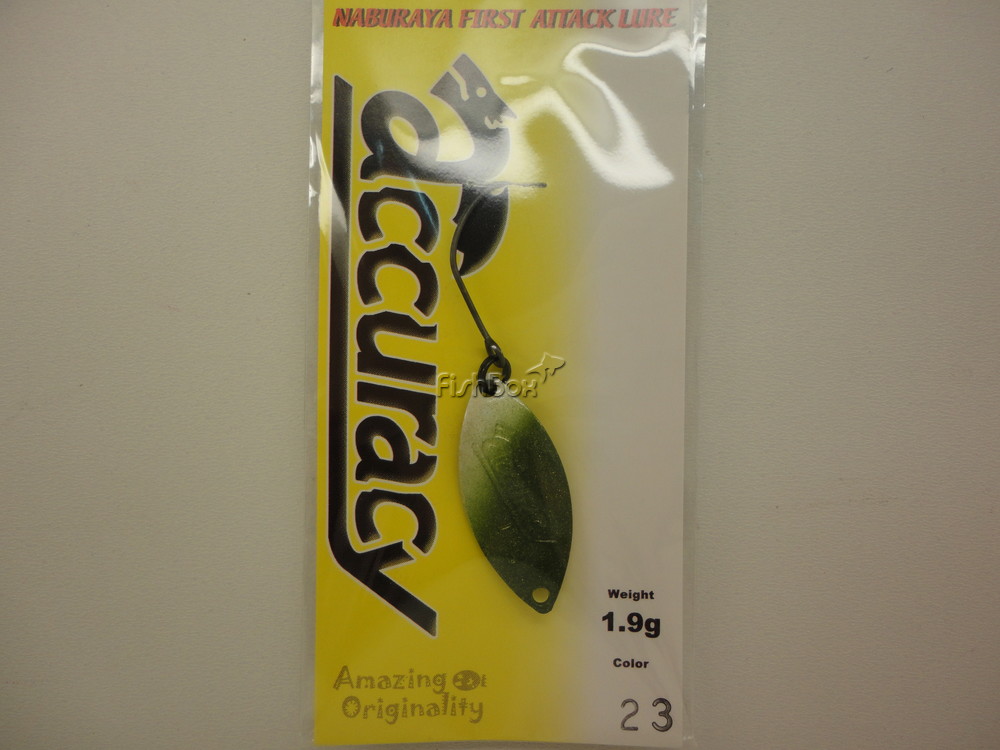 NABURAYA FIRST ATTACK LURE
accuracy
FishBox
Weight
1.9g
Color
23
Amazing
Originality